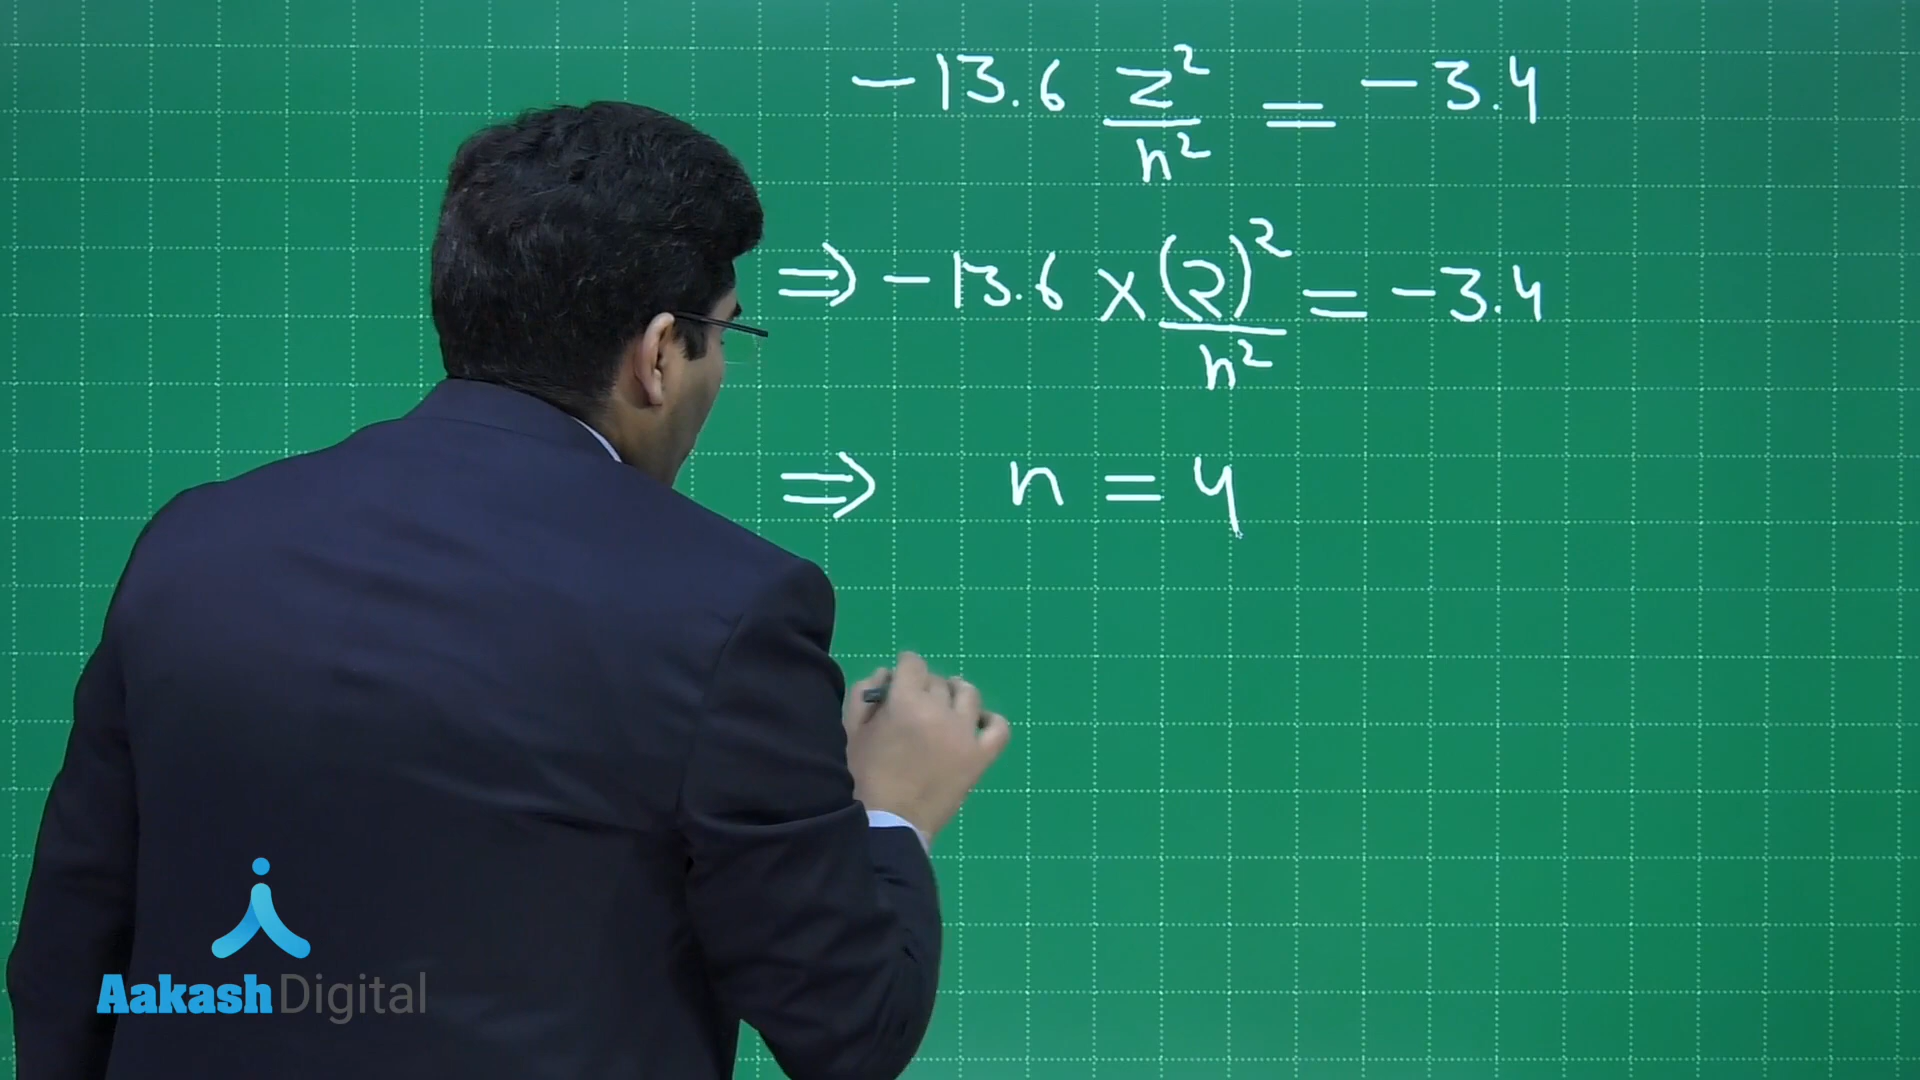 -13.6 z²/n² = -3.4
⇒ -13.6 × (2)²/n² = -3.4
⇒ n = 4
Aakash Digital